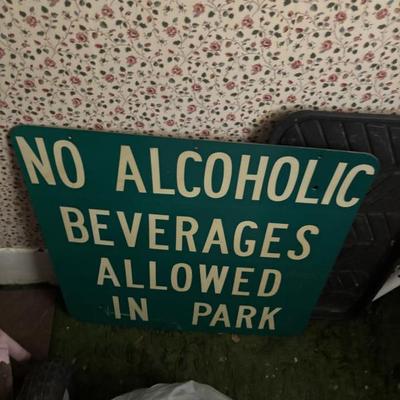 NO ALCOHOLIC
BEVERAGES
ALLOWED
IN PARK